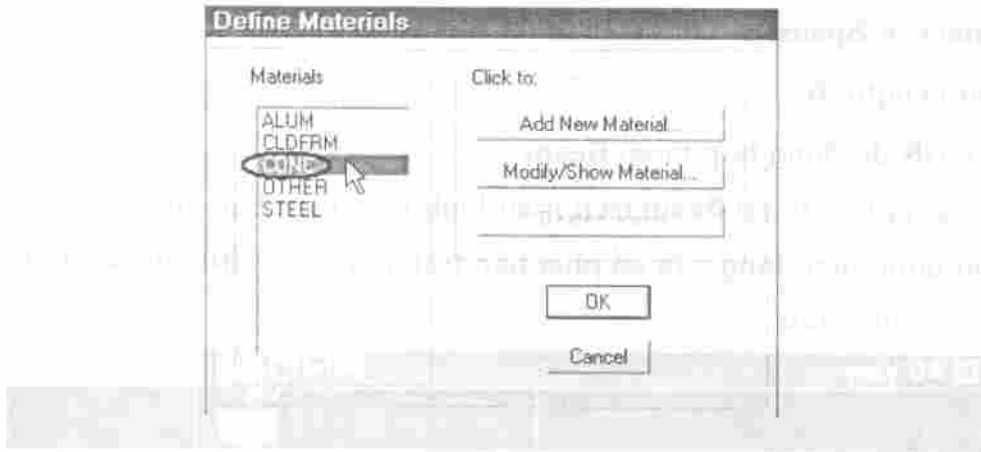 Define Materials
Materials
Click to:
ALUM
CLDFRM
CONC
OTHER
STEEL
Add New Material...
Modify/Show Material...
OK
Cancel